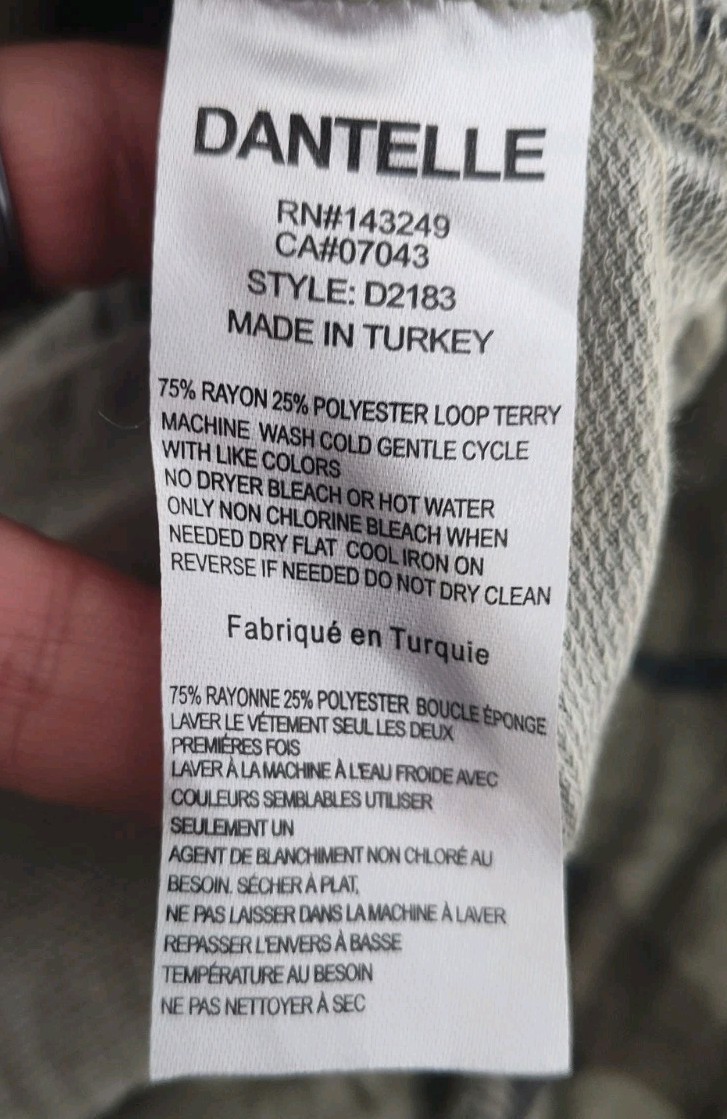 DANTELLE
RN#143249
CA#07043
STYLE: D2183
MADE IN TURKEY
75% RAYON 25% POLYESTER LOOP TERRY
MACHINE WASH COLD GENTLE CYCLE
WITH LIKE COLORS
NO DRYER BLEACH OR HOT WATER
ONLY NON CHLORINE BLEACH WHEN
NEEDED DRY FLAT COOL IRON ON
REVERSE IF NEEDED DO NOT DRY CLEAN
Fabriqué en Turquie
75% RAYONNE 25% POLYESTER BOUCLE ÉPONGE
LAVER LE VÉTEMENT SEUL LES DEUX
PREMIÉRES FOIS
LAVER À LA MACHINE À L'EAU FROIDE AVEC
COULEURS SEMBLABLES UTILISER
SEULEMENT UN
AGENT DE BLANCHIMENT NON CHLORÉ AU
BESOIN. SÉCHER À PLAT,
NE PAS LAISSER DANS LA MACHINE À LAVER
REPASSER L'ENVERS À BASSE
TEMPÉRATURE AU BESOIN
NE PAS NETTOYER À SEC